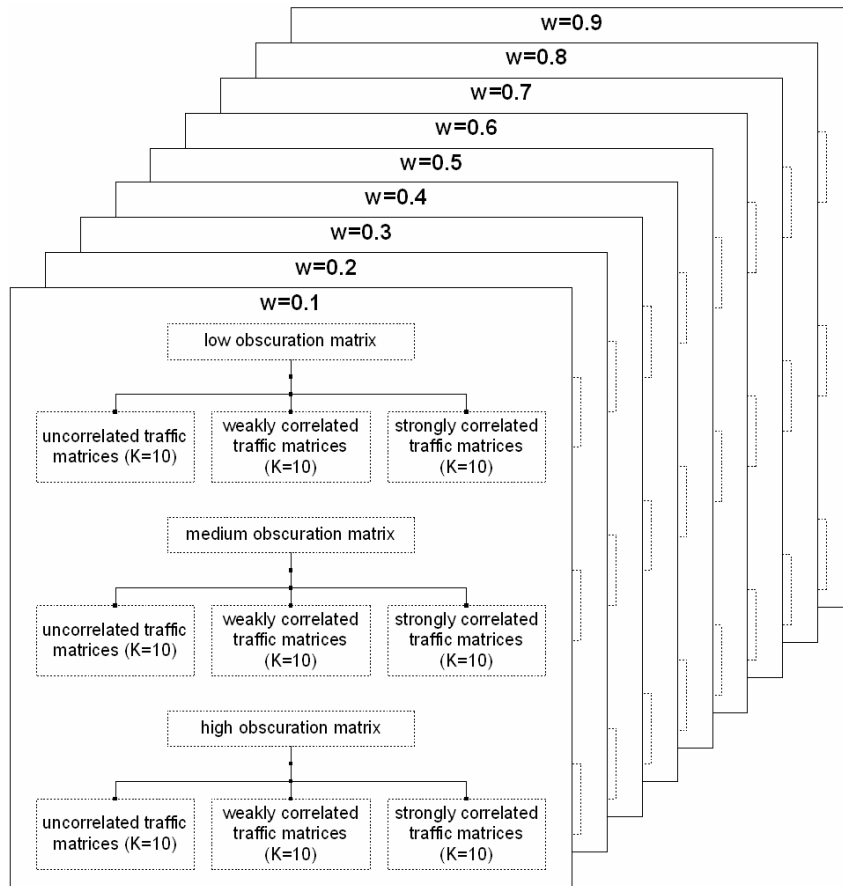 w=0.9
w=0.8
w=0.7
w=0.6
w=0.5
w=0.4
w=0.3
w=0.2
w=0.1
low obscuration matrix
uncorrelated traffic
matrices (K=10)
weakly correlated
traffic matrices
(K=10)
strongly correlated
traffic matrices
(K=10)
medium obscuration matrix
uncorrelated traffic
matrices (K=10)
weakly correlated
traffic matrices
(K=10)
strongly correlated
traffic matrices
(K=10)
high obscuration matrix
uncorrelated traffic
matrices (K=10)
weakly correlated
traffic matrices
(K=10)
strongly correlated
traffic matrices
(K=10)